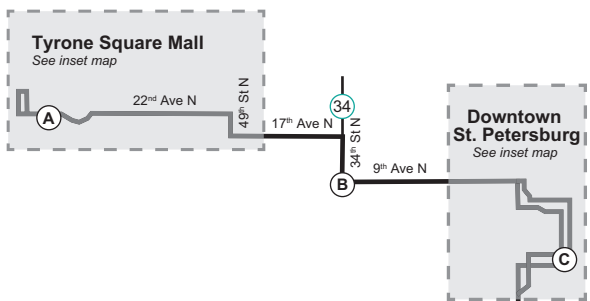 Tyrone Square Mall
See inset map
A
22nd Ave N
49th St N
17th Ave N
34
34th St N
B
9th Ave N
Downtown
St. Petersburg
See inset map
C